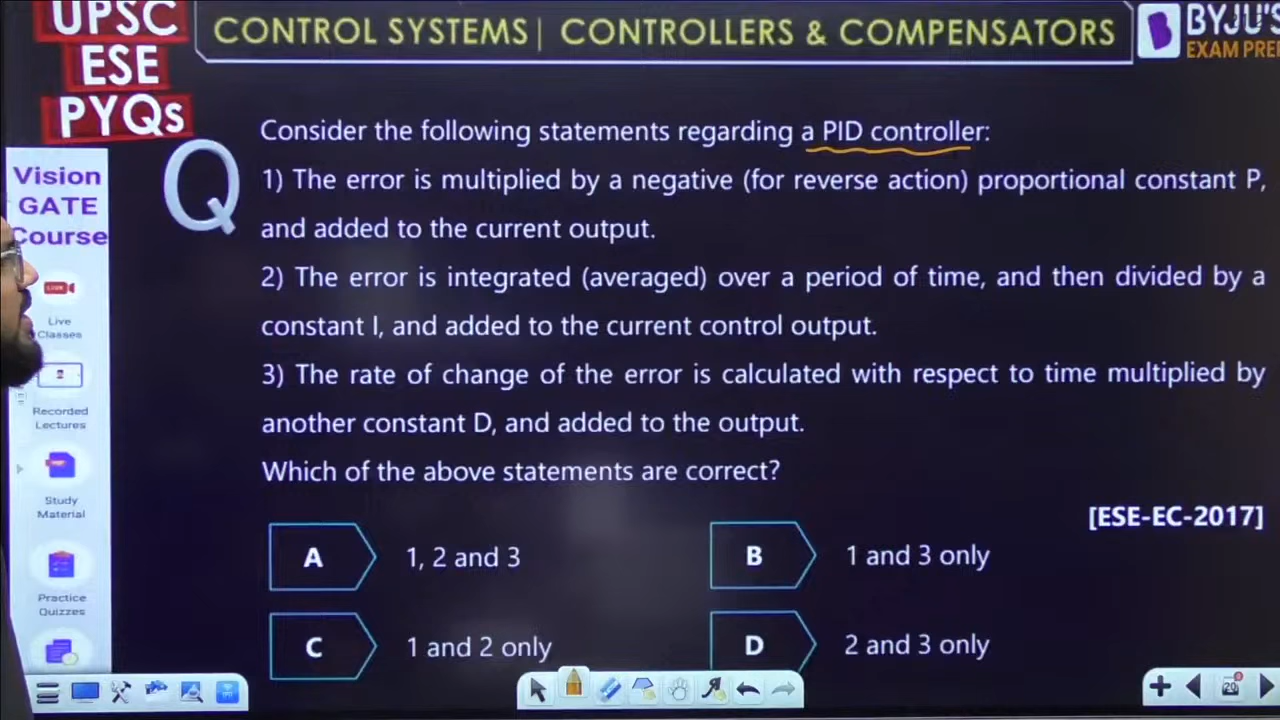 UPSC
ESE
PYQs
CONTROL SYSTEMS| CONTROLLERS & COMPENSATORS
BYJU'S
EXAM PREP
Vision
GATE
Course
LIVE
Live
Classes
Recorded
Lectures
Study
Material
Practice
Quizzes
Q
Consider the following statements regarding a PID controller:
1) The error is multiplied by a negative (for reverse action) proportional constant P,
and added to the current output.
2) The error is integrated (averaged) over a period of time, and then divided by a
constant I, and added to the current control output.
3) The rate of change of the error is calculated with respect to time multiplied by
another constant D, and added to the output.
Which of the above statements are correct?
[ESE-EC-2017]
A 1, 2 and 3
B 1 and 3 only
C 1 and 2 only
D 2 and 3 only
20